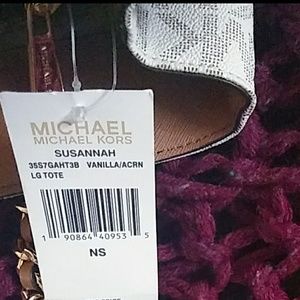 MICHAEL
MICHAEL KORS
SUSANNAH
35S7GAHT3B VANILLA/ACRN
LG TOTE
1 90864 40953 5
NS